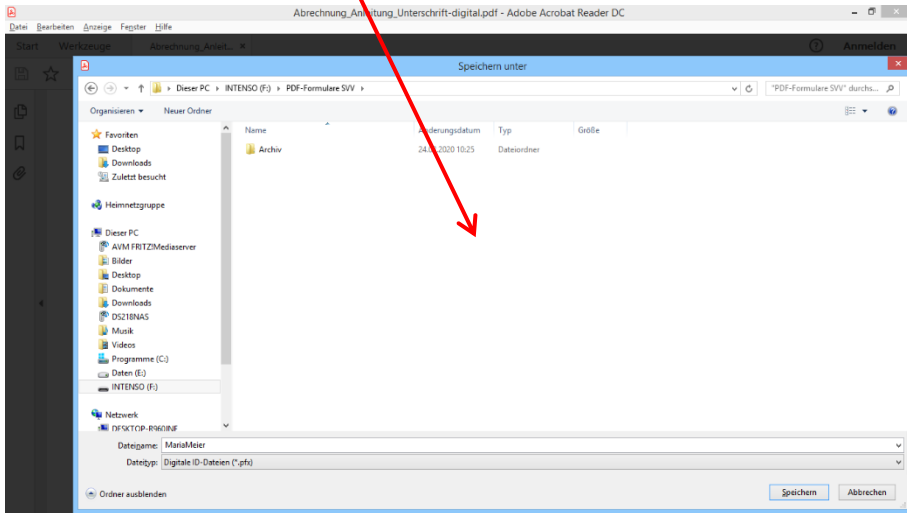 Abrechnung_Anleitung_Unterschrift-digital.pdf - Adobe Acrobat Reader DC
Datei Bearbeiten Anzeige Fenster Hilfe
Start Werkzeuge Abrechnung_Anleit... × Anmelden
Speichern unter
Dieser PC INTENSO (F:) PDF-Formulare SVV "PDF-Formulare SVV" durchs...
Organisieren Neuer Ordner
Name Änderungsdatum Typ Größe
Archiv 2020 10:25 Dateiordner
Favoriten
Desktop
Downloads
Zuletzt besucht
Heimnetzgruppe
Dieser PC
AVM FRITZ!Mediaserver
Bilder
Desktop
Dokumente
Downloads
DS218NAS
Musik
Videos
Programme (C:)
Daten (E:)
INTENSO (F:)
Netzwerk
DESKTOP-R960INF
Dateiname: MariaMeier
Dateityp: Digitale ID-Dateien (*.pfx)
Ordner ausblenden Speichern Abbrechen